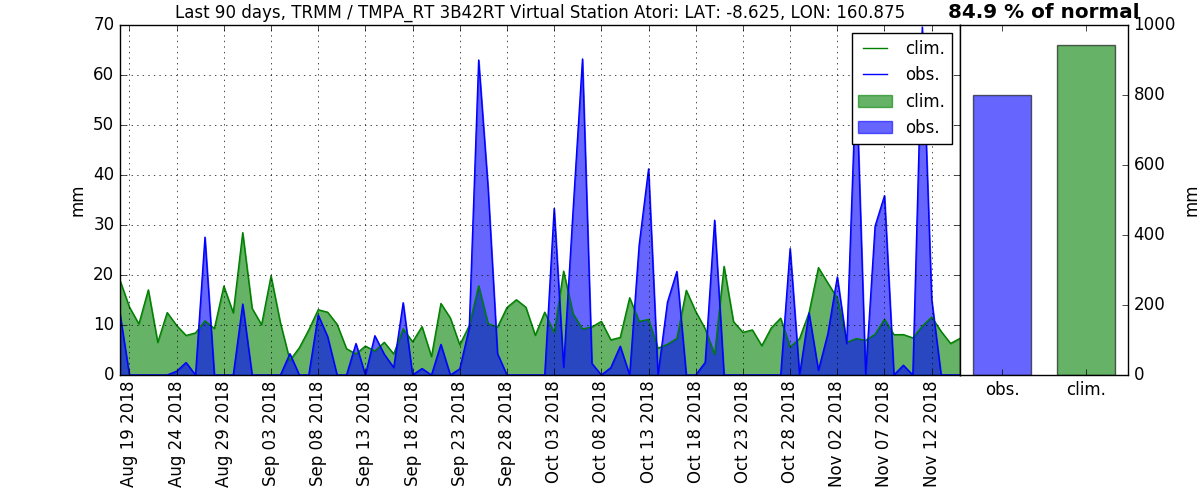 Last 90 days, TRMM / TMPA_RT 3B42RT Virtual Station Atori: LAT: -8.625, LON: 160.875
84.9 % of normal
70
60
50
40
30
20
10
0
mm
clim.
obs.
clim.
obs.
1000
800
600
400
200
0
mm
Aug 19 2018
Aug 24 2018
Aug 29 2018
Sep 03 2018
Sep 08 2018
Sep 13 2018
Sep 18 2018
Sep 23 2018
Sep 28 2018
Oct 03 2018
Oct 08 2018
Oct 13 2018
Oct 18 2018
Oct 23 2018
Oct 28 2018
Nov 02 2018
Nov 07 2018
Nov 12 2018
obs.
clim.